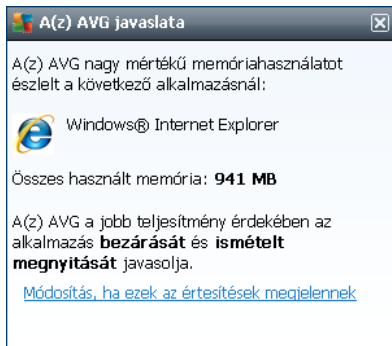 A(z) AVG javaslata
A(z) AVG nagy mértékű memóriahasználatot
észlelt a következő alkalmazásnál:
Windows® Internet Explorer
Összes használt memória: 941 MB
A(z) AVG a jobb teljesítmény érdekében az
alkalmazás bezárását és ismételt
megnyitását javasolja.
Módosítás, ha ezek az értesítések megjelennek